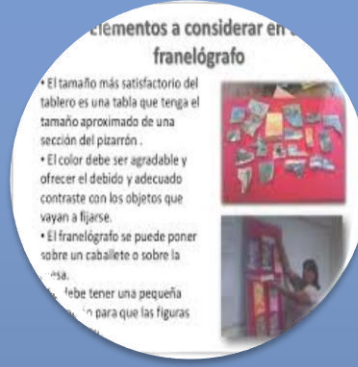 elementos a considerar en
franelógrafo
• El tamaño más satisfactorio del
tablero es una tabla que tenga el
tamaño aproximado de una
sección del pizarrón .
• El color debe ser agradable y
ofrecer el debido y adecuado
contraste con los objetos que
vayan a fijarse.
• El franelógrafo se puede poner
sobre un caballete o sobre la
debe tener una pequeña
para que las figuras